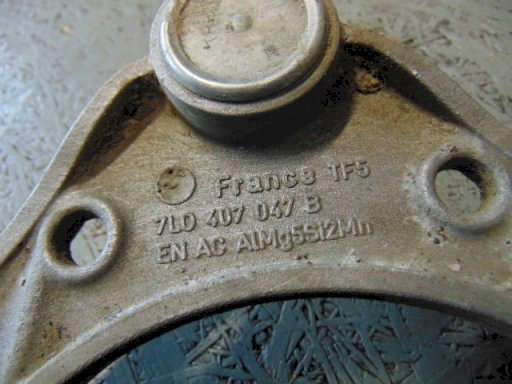 France TF5
7L0 407 047 B
EN AC AlMg5Si2Mn